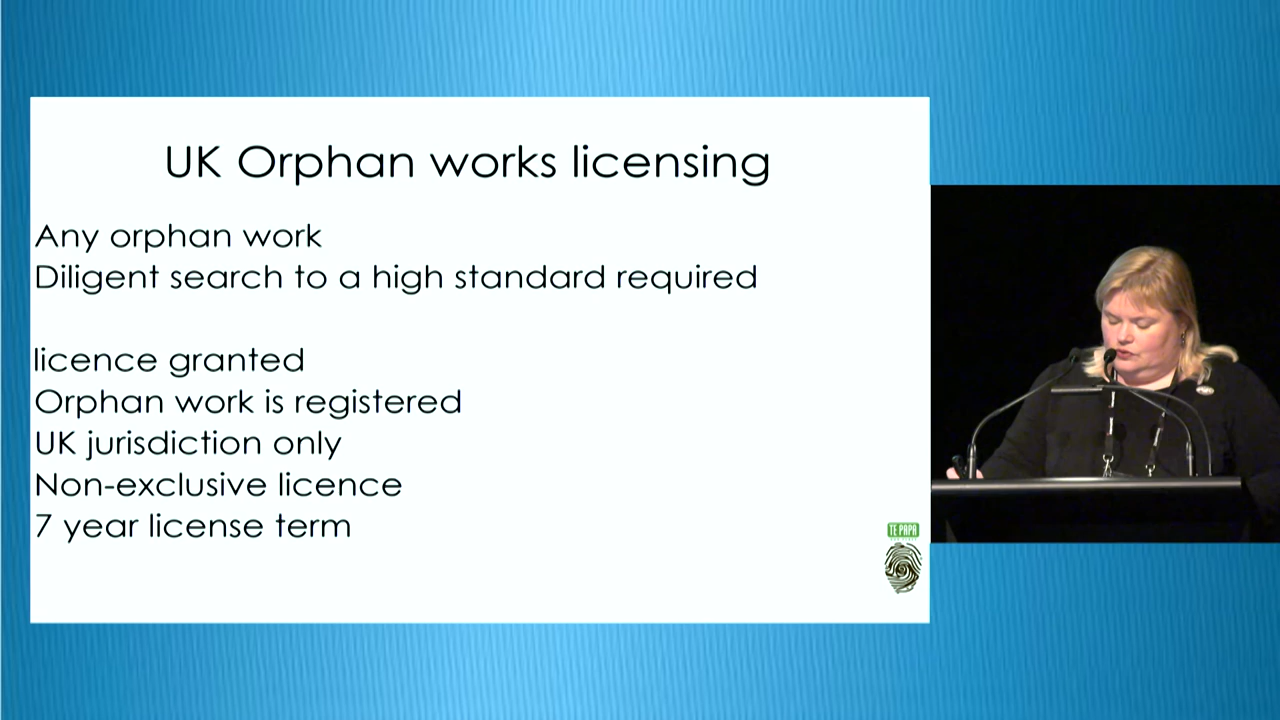 UK Orphan works licensing
Any orphan work
Diligent search to a high standard required
licence granted
Orphan work is registered
UK jurisdiction only
Non-exclusive licence
7 year license term
TE PAPA